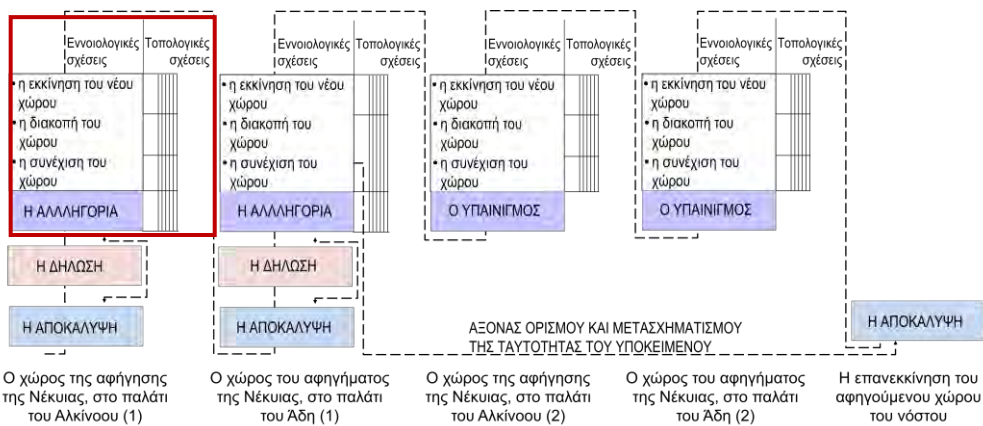 Εννοιολογικές σχέσεις
Τοπολογικές σχέσεις
• η εκκίνηση του νέου χώρου
• η διακοπή του χώρου
• η συνέχιση του χώρου
Η ΑΛΛΛΗΓΟΡΙΑ
Η ΔΗΛΩΣΗ
Η ΑΠΟΚΑΛΥΨΗ
Ο χώρος της αφήγησης
της Νέκυιας, στο παλάτι
του Αλκίνοου (1)
Εννοιολογικές σχέσεις
Τοπολογικές σχέσεις
• η εκκίνηση του νέου χώρου
• η διακοπή του χώρου
• η συνέχιση του χώρου
Η ΑΛΛΛΗΓΟΡΙΑ
Η ΔΗΛΩΣΗ
Η ΑΠΟΚΑΛΥΨΗ
Ο χώρος του αφηγήματος
της Νέκυιας, στο παλάτι
του Άδη (1)
Εννοιολογικές σχέσεις
Τοπολογικές σχέσεις
• η εκκίνηση του νέου χώρου
• η διακοπή του χώρου
• η συνέχιση του χώρου
Ο ΥΠΑΙΝΙΓΜΟΣ
Ο χώρος της αφήγησης
της Νέκυιας, στο παλάτι
του Αλκίνοου (2)
Εννοιολογικές σχέσεις
Τοπολογικές σχέσεις
• η εκκίνηση του νέου χώρου
• η διακοπή του χώρου
• η συνέχιση του χώρου
Ο ΥΠΑΙΝΙΓΜΟΣ
Ο χώρος του αφηγήματος
της Νέκυιας, στο παλάτι
του Άδη (2)
ΑΞΟΝΑΣ ΟΡΙΣΜΟΥ ΚΑΙ ΜΕΤΑΣΧΗΜΑΤΙΣΜΟΥ
ΤΗΣ ΤΑΥΤΟΤΗΤΑΣ ΤΟΥ ΥΠΟΚΕΙΜΕΝΟΥ
Η ΑΠΟΚΑΛΥΨΗ
Η επανεκκίνηση του
αφηγούμενου χώρου
του νόστου